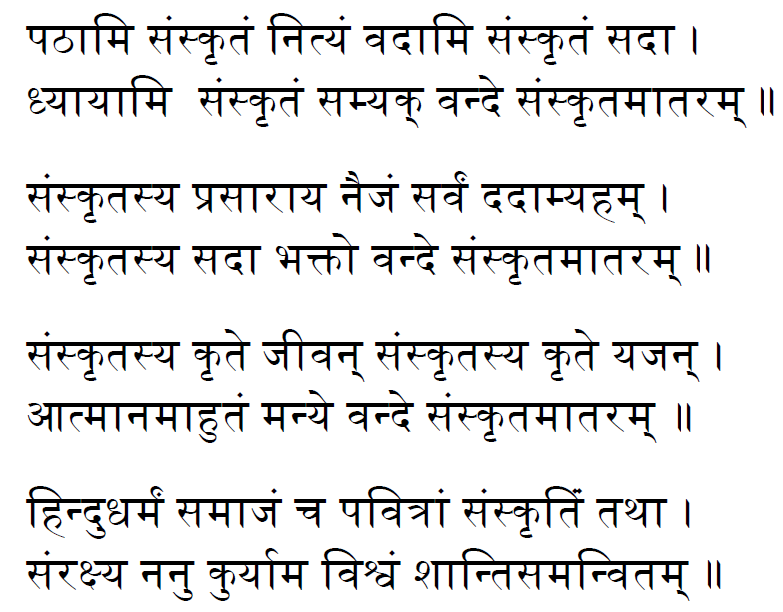 पठामि संस्कृतं नित्यं वदामि संस्कृतं सदा ।
ध्यायामि संस्कृतं सम्यक् वन्दे संस्कृतमातरम् ॥
संस्कृतस्य प्रसाराय नैजं सर्वं ददाम्यहम् ।
संस्कृतस्य सदा भक्तो वन्दे संस्कृतमातरम् ॥
संस्कृतस्य कृते जीवन् संस्कृतस्य कृते यजन् ।
आत्मानमाहुतं मन्ये वन्दे संस्कृतमातरम् ॥
हिन्दुधर्मं समाजं च पवित्रां संस्कृतिं तथा ।
संरक्ष्य ननु कुर्याम विश्वं शान्तिसमन्वितम् ॥